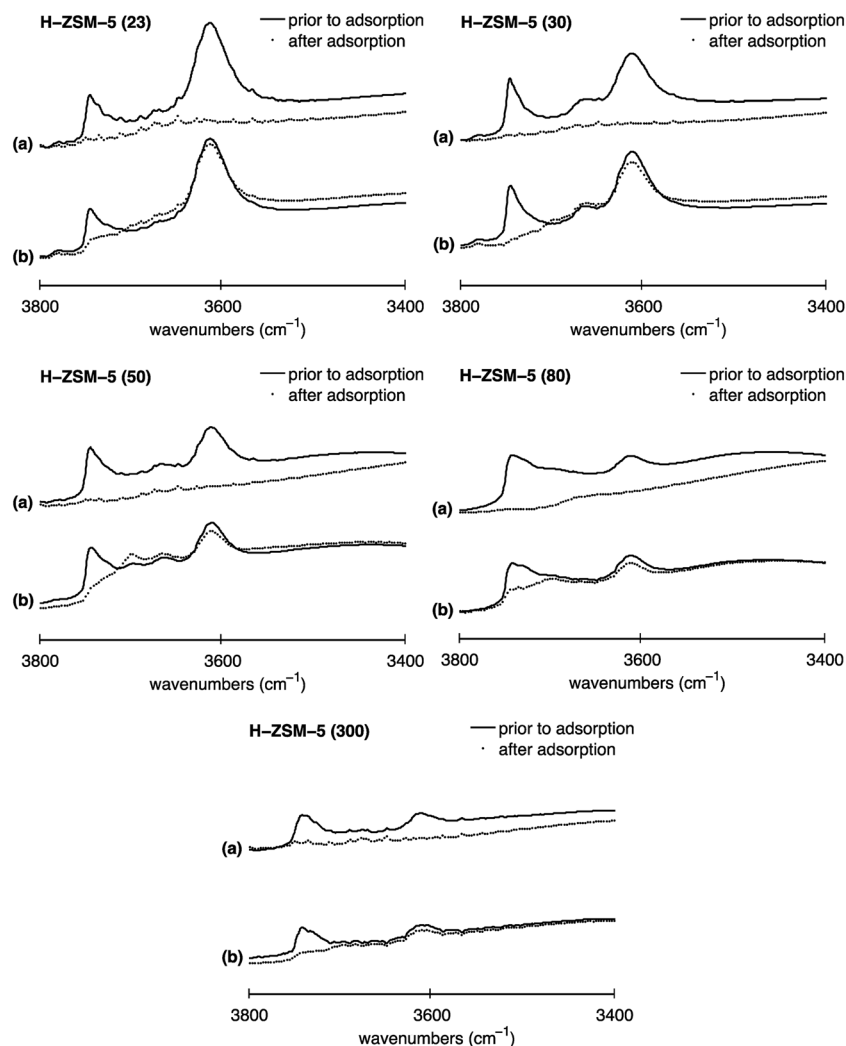 H–ZSM–5 (23)
prior to adsorption
after adsorption
(a)
(b)
3800 3600 3400
wavenumbers (cm⁻¹)
H–ZSM–5 (30)
prior to adsorption
after adsorption
(a)
(b)
3800 3600 3400
wavenumbers (cm⁻¹)
H–ZSM–5 (50)
prior to adsorption
after adsorption
(a)
(b)
3800 3600 3400
wavenumbers (cm⁻¹)
H–ZSM–5 (80)
prior to adsorption
after adsorption
(a)
(b)
3800 3600 3400
wavenumbers (cm⁻¹)
H–ZSM–5 (300)
prior to adsorption
after adsorption
(a)
(b)
3800 3600 3400
wavenumbers (cm⁻¹)